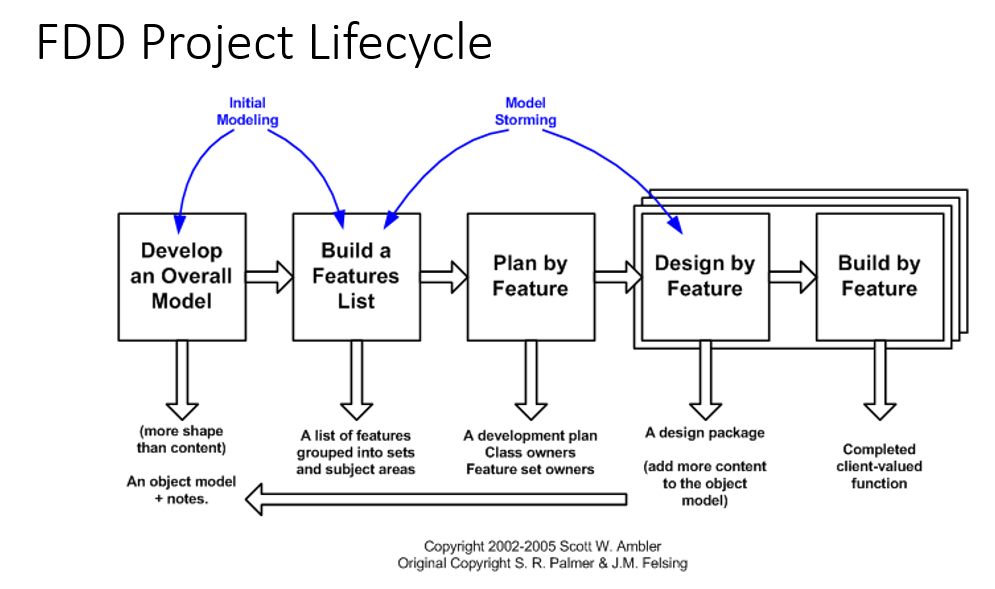 FDD Project Lifecycle
Initial
Modeling
Model
Storming
Develop
an Overall
Model
Build a
Features
List
Plan by
Feature
Design by
Feature
Build by
Feature
(more shape
than content)
An object model
+ notes.
A list of features
grouped into sets
and subject areas
A development plan
Class owners
Feature set owners
A design package
(add more content
to the object
model)
Completed
client-valued
function
Copyright 2002-2005 Scott W. Ambler
Original Copyright S. R. Palmer & J.M. Felsing